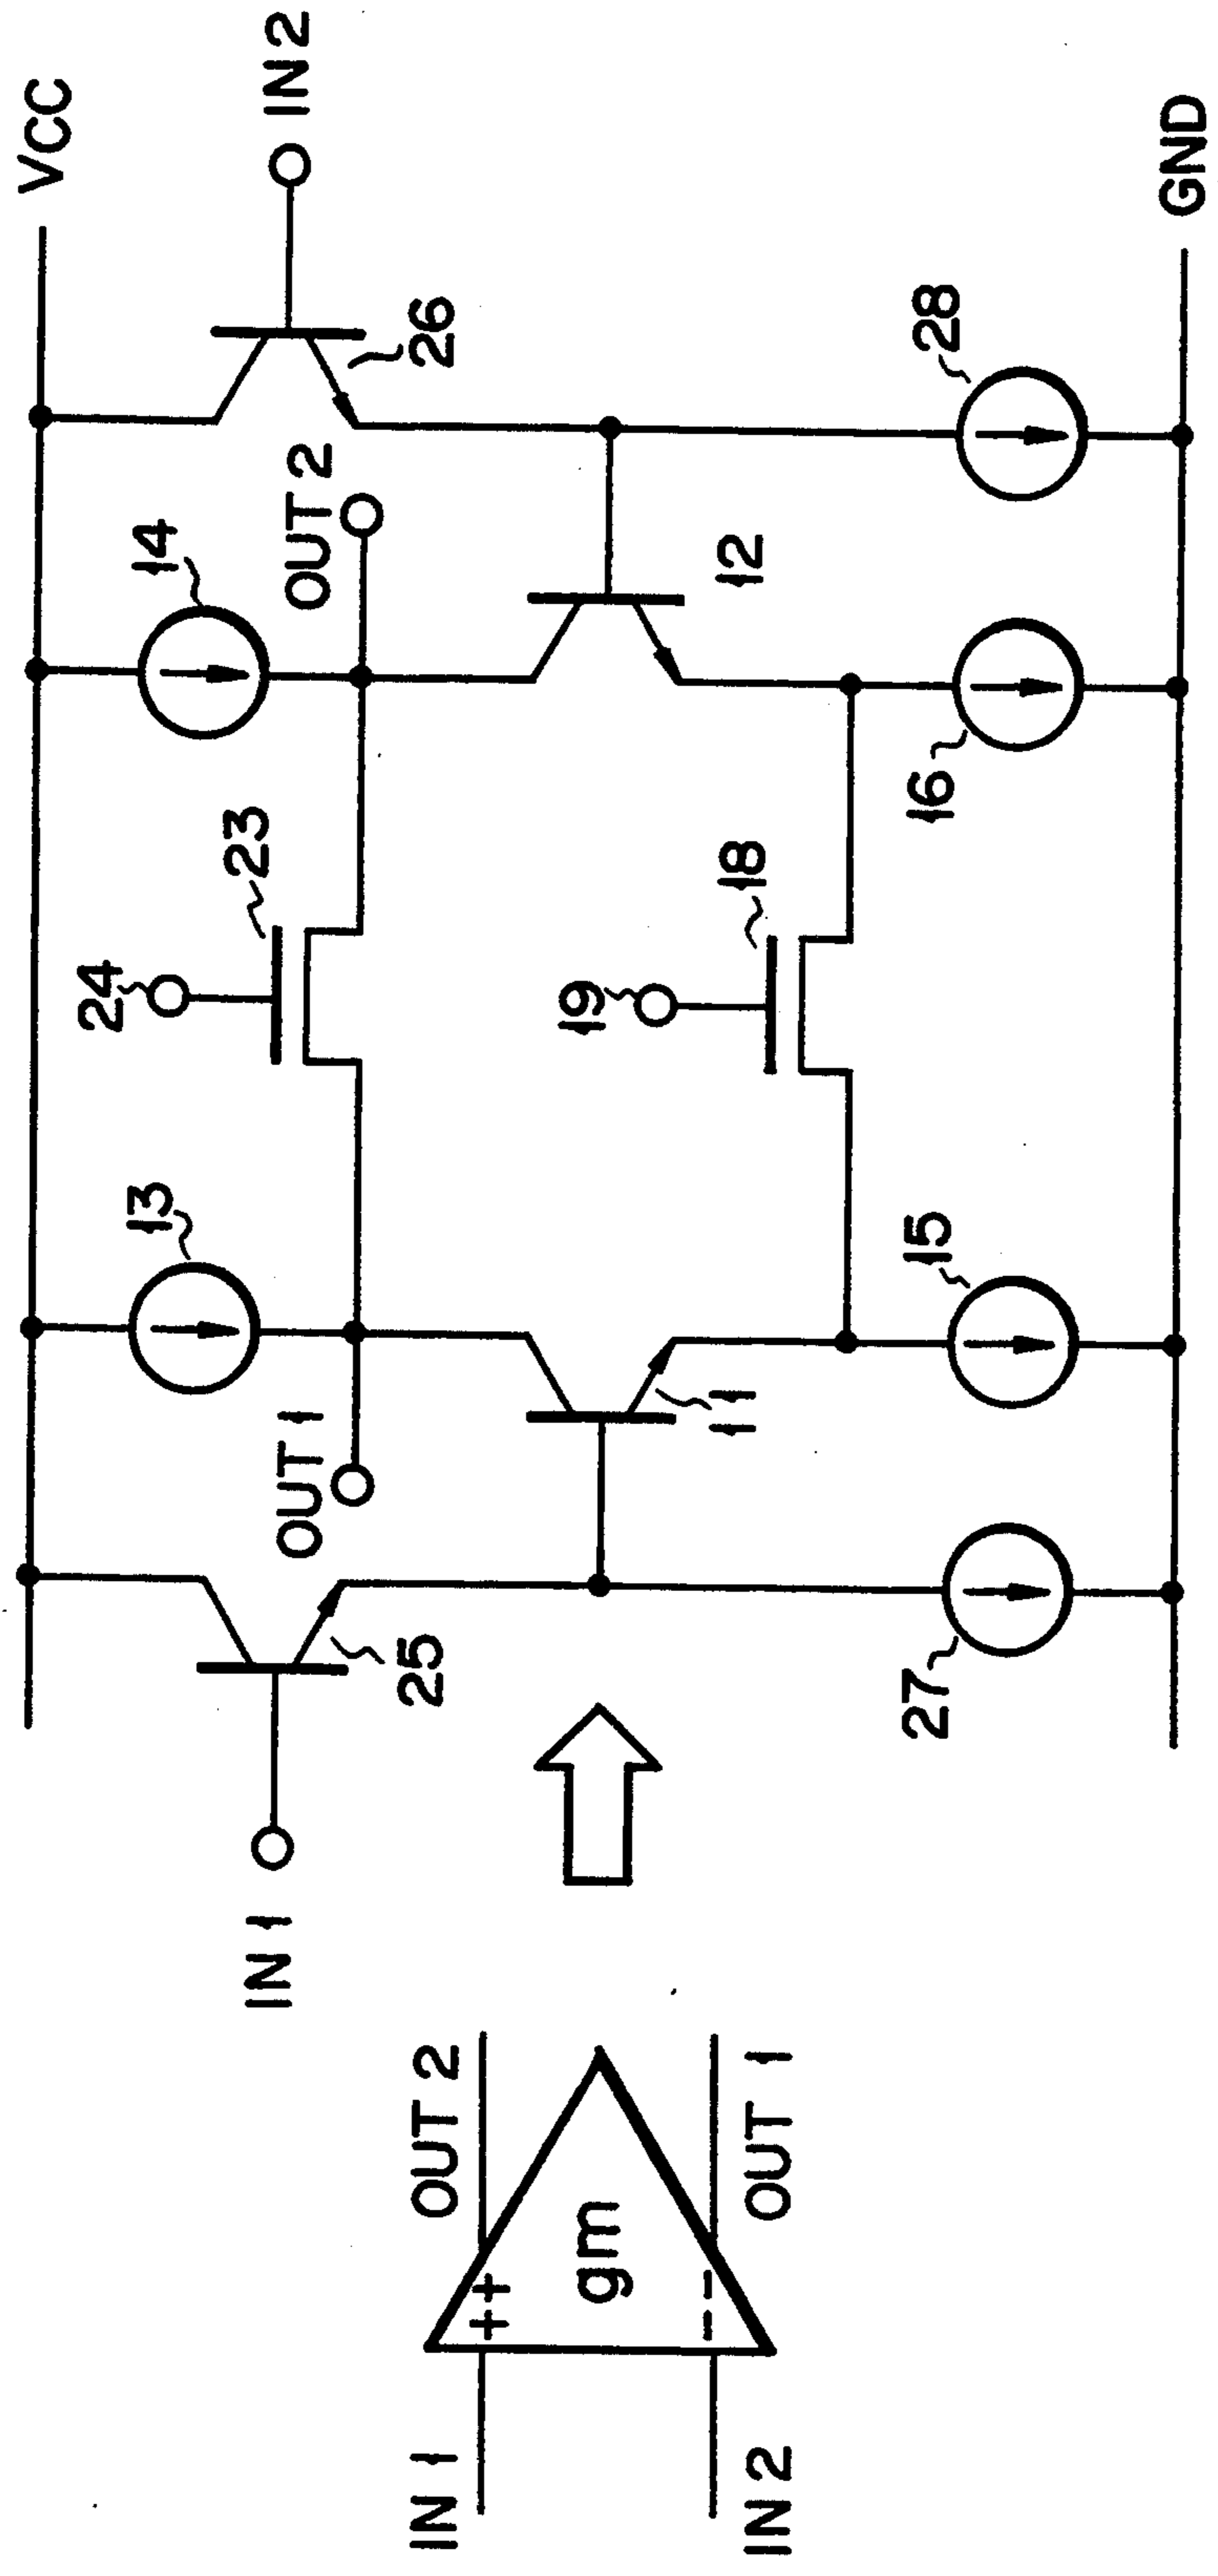 VCC
IN 1
25
OUT 1
13
24
23
14
OUT 2
26
IN 2
11
19
18
12
27
15
16
28
GND
IN 1
++
OUT 2
gm
IN 2
--
OUT 1